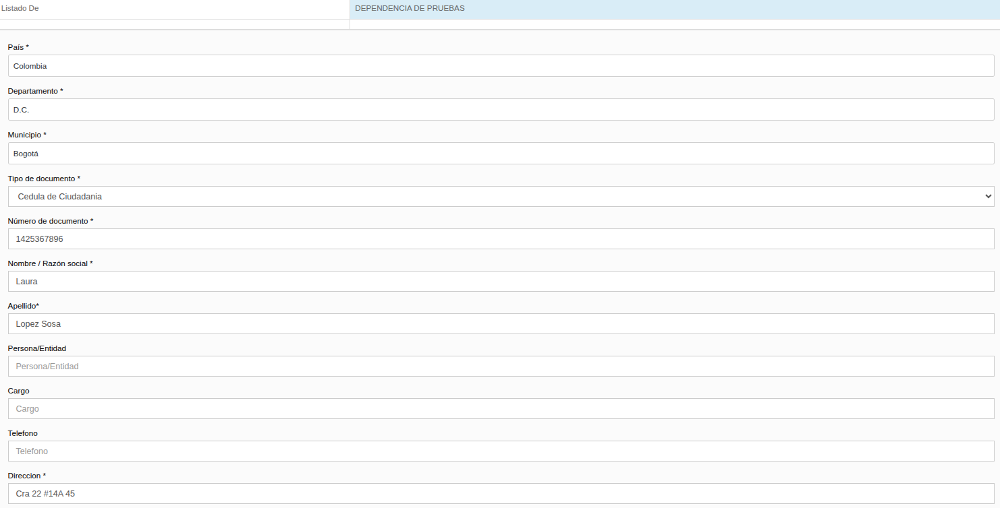 Listado De
DEPENDENCIA DE PRUEBAS
País *
Colombia
Departamento *
D.C.
Municipio *
Bogotá
Tipo de documento *
Cedula de Ciudadania
Número de documento *
1425367896
Nombre / Razón social *
Laura
Apellido*
Lopez Sosa
Persona/Entidad
Persona/Entidad
Cargo
Cargo
Telefono
Telefono
Direccion *
Cra 22 #14A 45